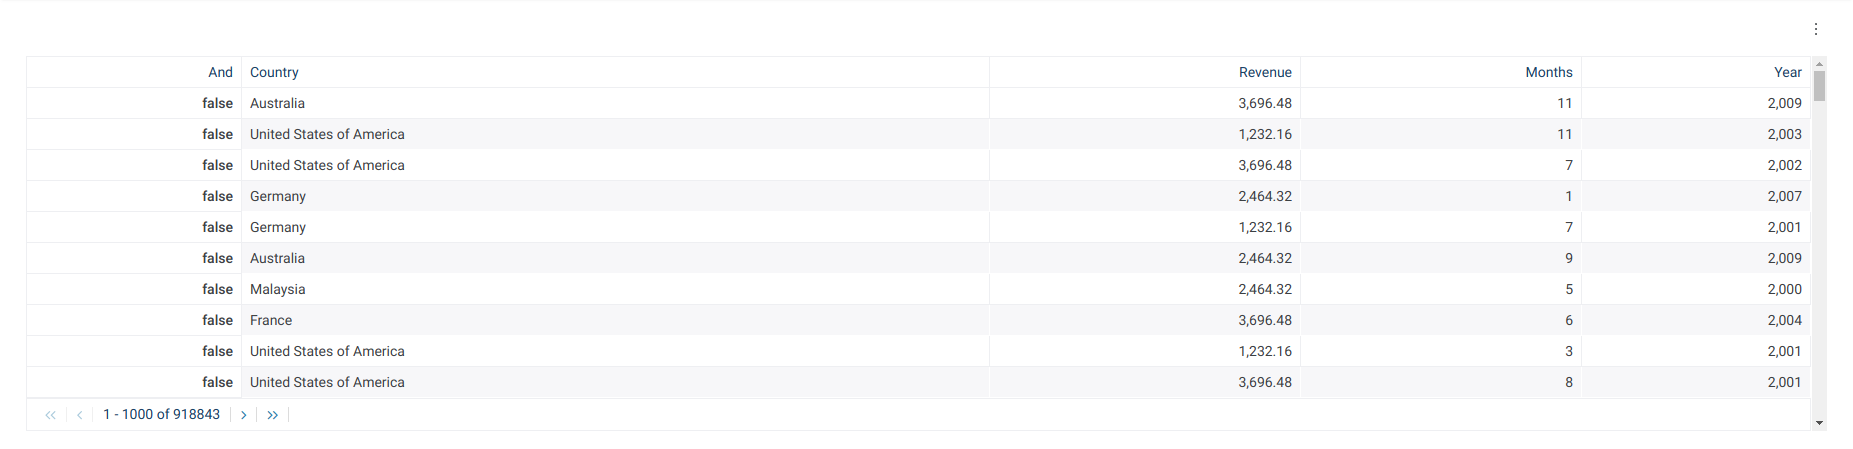 And Country Revenue Months Year
false Australia 3,696.48 11 2,009
false United States of America 1,232.16 11 2,003
false United States of America 3,696.48 7 2,002
false Germany 2,464.32 1 2,007
false Germany 1,232.16 7 2,001
false Australia 2,464.32 9 2,009
false Malaysia 2,464.32 5 2,000
false France 3,696.48 6 2,004
false United States of America 1,232.16 3 2,001
false United States of America 3,696.48 8 2,001
1 - 1000 of 918843